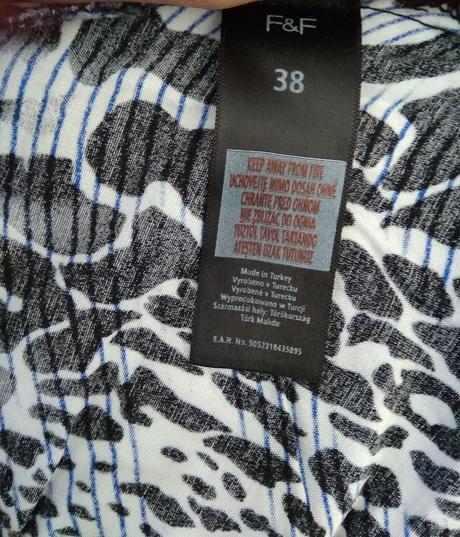 F&F
38
KEEP AWAY FROM FIRE
UCHOVEJTE MIMO DOSAH OHNĚ
CHRÁŇTE PRED OHŇOM
NIE ZBLIŻAĆ DO OGNIA
TŰZTŐL TÁVOL TARTANDÓ
ATEŞTEN UZAK TUTUNUZ
Made in Turkey
Vyrobeno v Turecku
Vyrobené v Turecku
Wyprodukowano w Turcji
Származási hely: Törökország
Türk Malıdır
E.A.H. No. 5052318435895